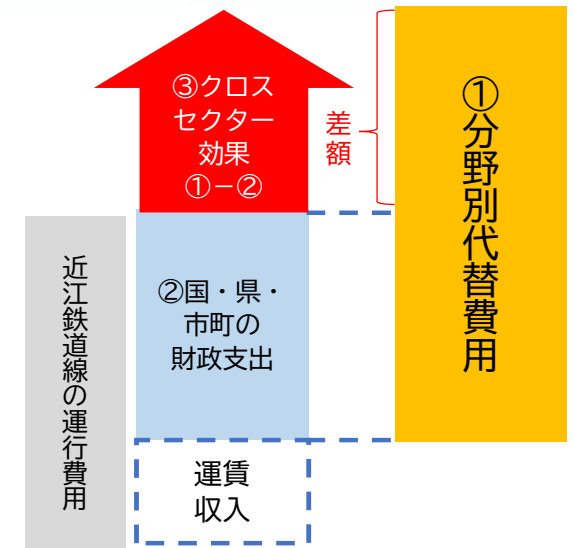 ③クロス
セクター
効果
①－②
差額
①分野別代替費用
近江鉄道線の運行費用
②国・県・
市町の
財政支出
運賃
収入